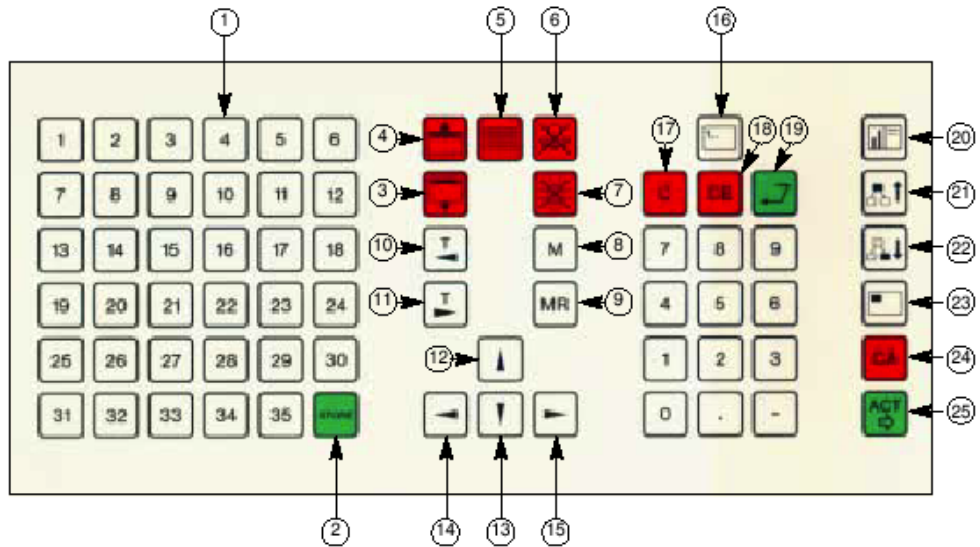 1 5 6 16
4 17 18 19
1 2 3 4 5 6 20
3 7 C CE 21
7 8 9 10 11 12
10 T 8 M 7 8 9 22
13 14 15 16 17 18
11 T 9 MR 4 5 6 23
19 20 21 22 23 24
12 1 2 3 CA 24
25 26 27 28 29 30
31 32 33 34 35 STORE 0 . - ACT 25
2 14 13 15